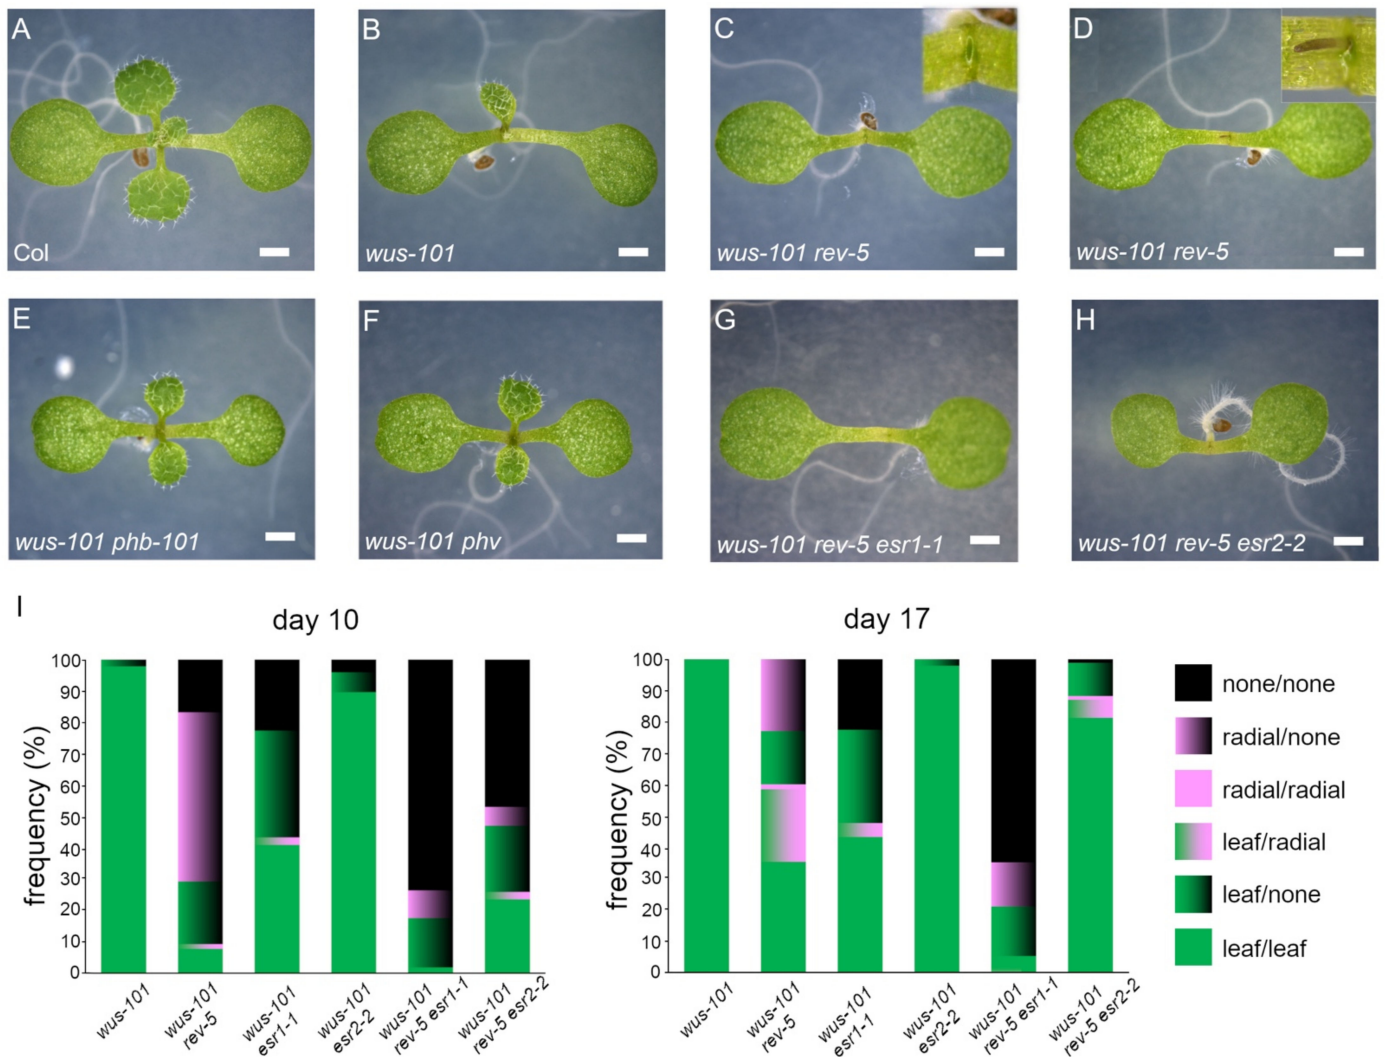 A
Col
B
wus-101
C
wus-101 rev-5
D
wus-101 rev-5
E
wus-101 phb-101
F
wus-101 phv
G
wus-101 rev-5 esr1-1
H
wus-101 rev-5 esr2-2
I
day 10
frequency (%)
100
90
80
70
60
50
40
30
20
10
0
wus-101
wus-101
rev-5
wus-101
esr1-1
wus-101
esr2-2
wus-101
rev-5 esr1-1
wus-101
rev-5 esr2-2
day 17
frequency (%)
100
90
80
70
60
50
40
30
20
10
0
wus-101
wus-101
rev-5
wus-101
esr1-1
wus-101
esr2-2
wus-101
rev-5 esr1-1
wus-101
rev-5 esr2-2
none/none
radial/none
radial/radial
leaf/radial
leaf/none
leaf/leaf